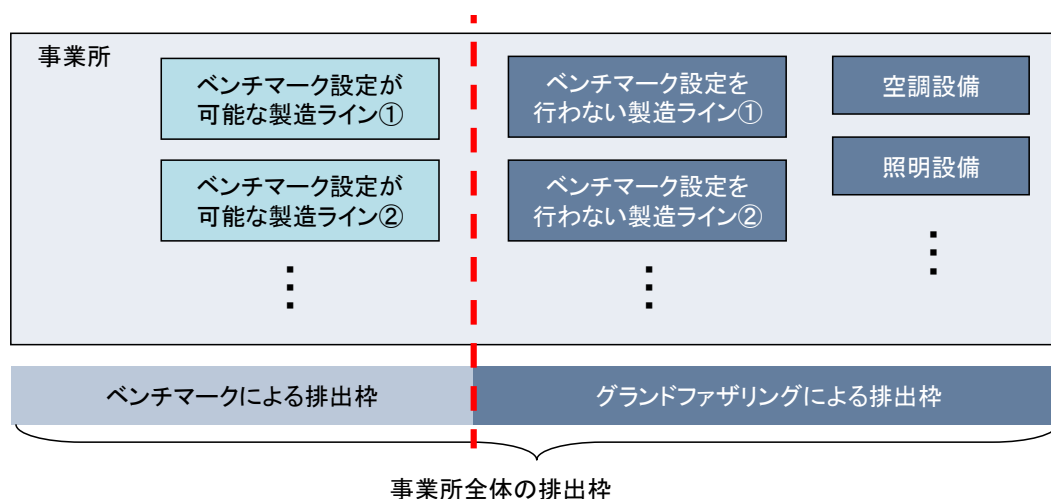 事業所
ベンチマーク設定が
可能な製造ライン①
ベンチマーク設定を
行わない製造ライン①
空調設備
照明設備
ベンチマーク設定が
可能な製造ライン②
ベンチマーク設定を
行わない製造ライン②
ベンチマークによる排出枠
グランドファザリングによる排出枠
事業所全体の排出枠